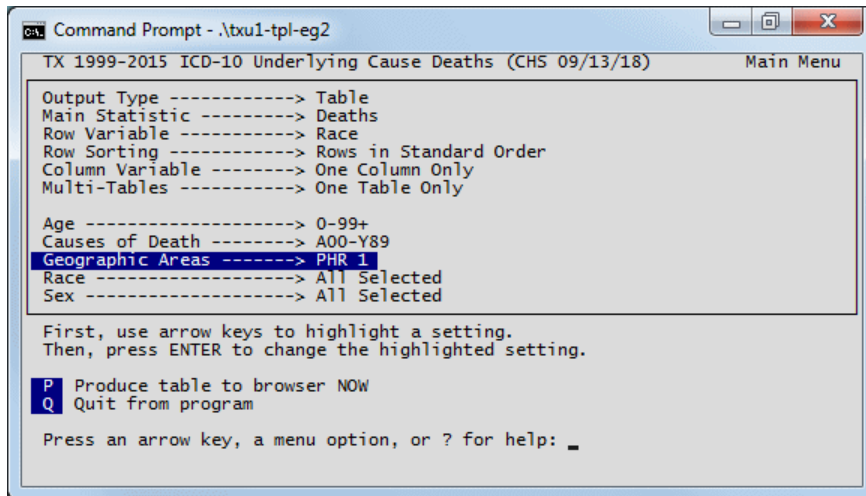 Command Prompt - .\txu1-tpl-eg2
TX 1999-2015 ICD-10 Underlying Cause Deaths (CHS 09/13/18) Main Menu
Output Type ------------> Table
Main Statistic ---------> Deaths
Row Variable -----------> Race
Row Sorting ------------> Rows in Standard Order
Column Variable --------> One Column Only
Multi-Tables -----------> One Table Only
Age --------------------> 0-99+
Causes of Death --------> A00-Y89
Geographic Areas -------> PHR 1
Race -------------------> All Selected
Sex --------------------> All Selected
First, use arrow keys to highlight a setting.
Then, press ENTER to change the highlighted setting.
P Produce table to browser NOW
Q Quit from program
Press an arrow key, a menu option, or ? for help: _